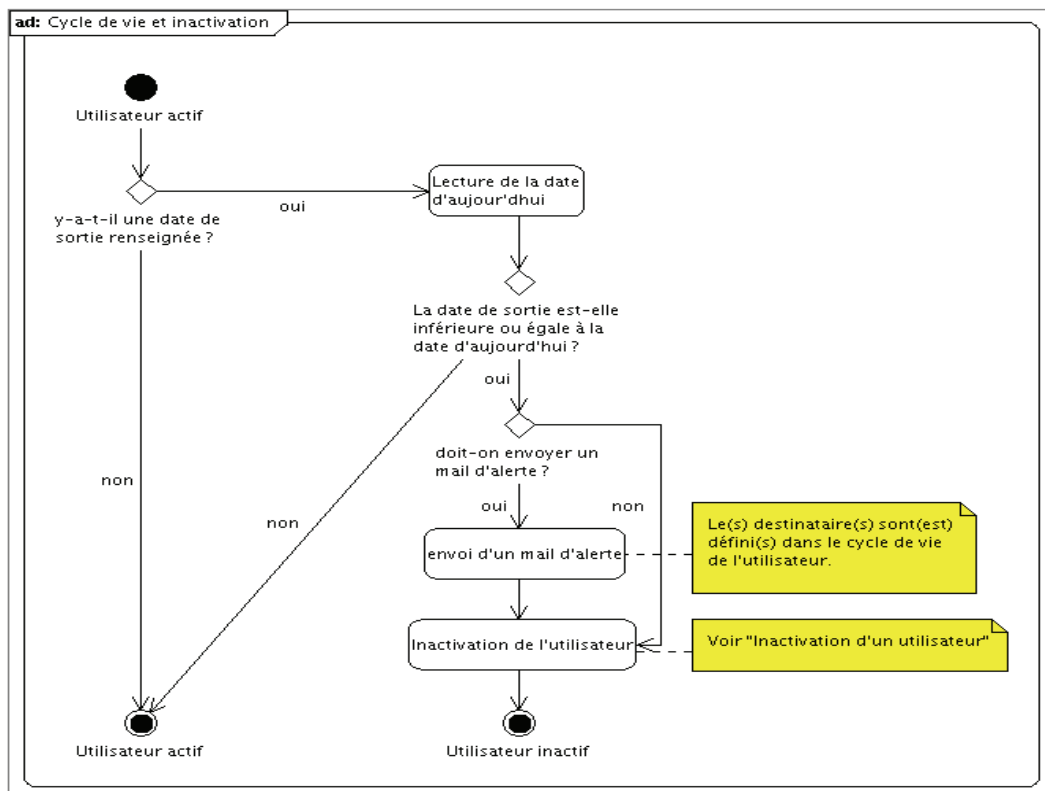 ad: Cycle de vie et inactivation
Utilisateur actif
y-a-t-il une date de
sortie renseignée ?
oui
Lecture de la date
d'aujour'dhui
La date de sortie est-elle
inférieure ou égale à la
date d'aujourd'hui ?
oui
doit-on envoyer un
mail d'alerte ?
non
non
oui
non
envoi d'un mail d'alerte
Le(s) destinataire(s) sont(est)
défini(s) dans le cycle de vie
de l'utilisateur.
Inactivation de l'utilisateur
Voir "Inactivation d'un utilisateur"
Utilisateur actif
Utilisateur inactif